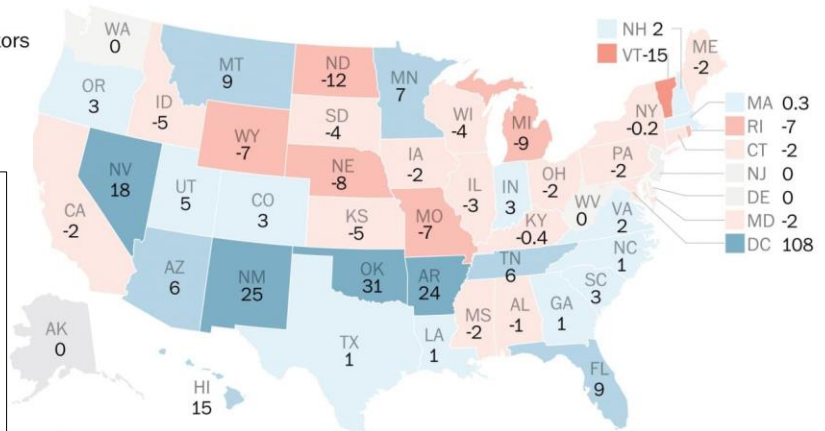 tors
WA
0
OR
3
CA
-2
NV
18
ID
-5
MT
9
WY
-7
UT
5
CO
3
AZ
6
NM
25
ND
-12
SD
-4
NE
-8
KS
-5
OK
31
TX
1
MN
7
IA
-2
MO
-7
AR
24
LA
1
WI
-4
IL
-3
MI
-9
IN
3
OH
-2
KY
-0.4
TN
6
MS
-2
AL
-1
GA
1
FL
9
SC
3
NC
1
VA
2
WV
0
PA
-2
NY
-0.2
ME
-2
NH 2
VT-15
MA 0.3
RI -7
CT -2
NJ 0
DE 0
MD -2
DC 108
AK
0
HI
15